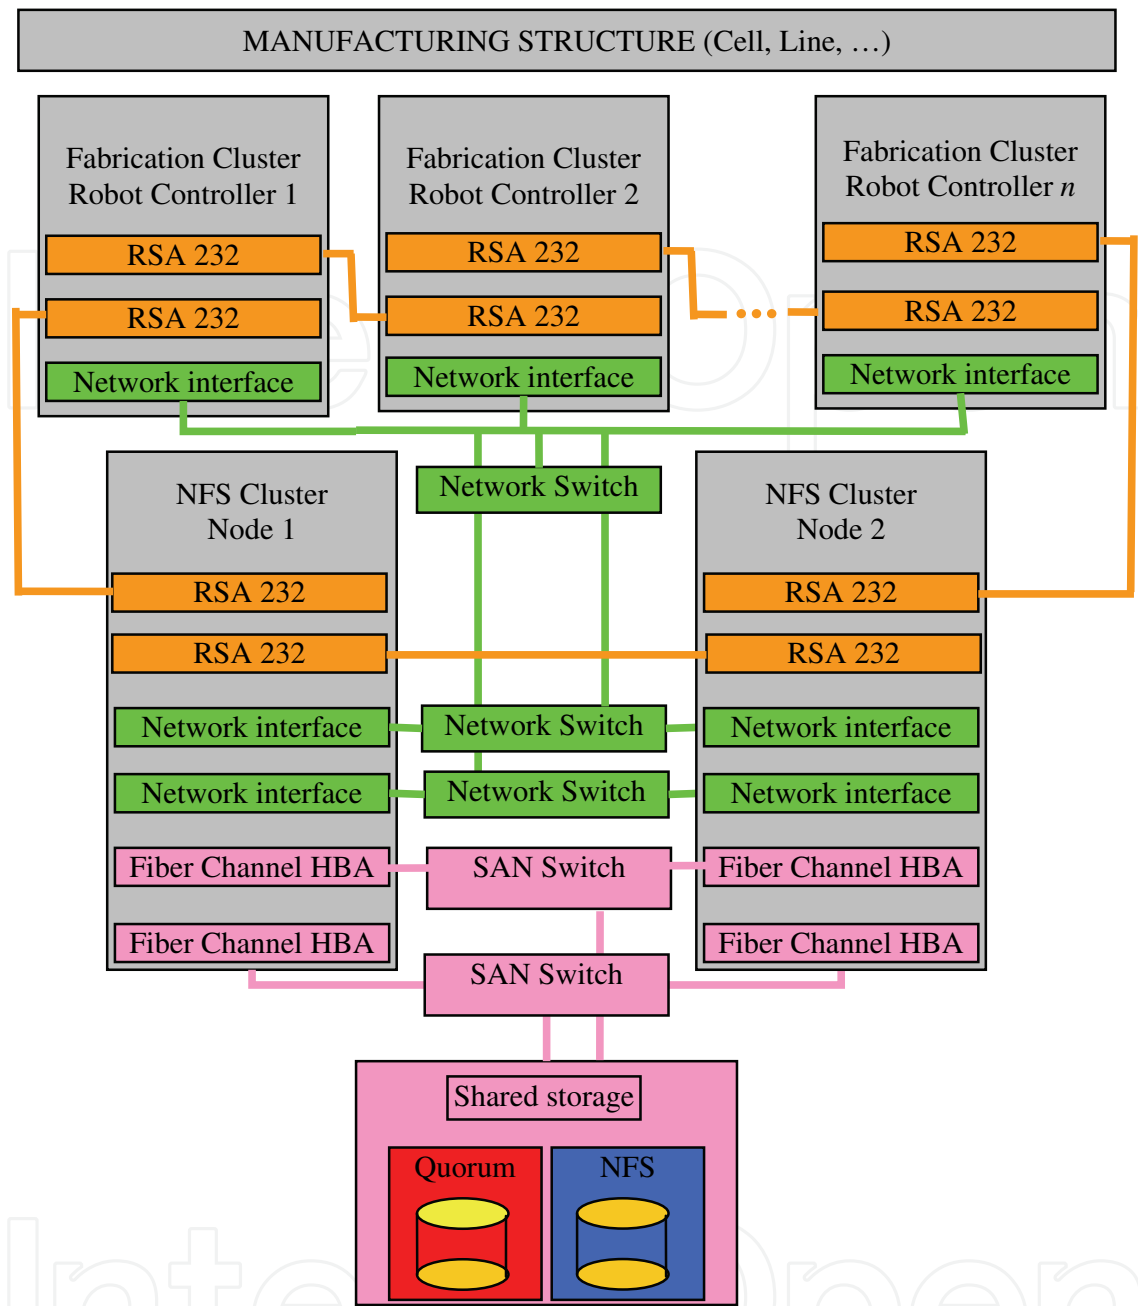 MANUFACTURING STRUCTURE (Cell, Line, …)
Fabrication Cluster
Robot Controller 1
RSA 232
RSA 232
Network interface
Fabrication Cluster
Robot Controller 2
RSA 232
RSA 232
Network interface
Fabrication Cluster
Robot Controller n
RSA 232
RSA 232
Network interface
Network Switch
NFS Cluster
Node 1
RSA 232
RSA 232
Network interface
Network interface
Fiber Channel HBA
Fiber Channel HBA
Network Switch
Network Switch
SAN Switch
SAN Switch
NFS Cluster
Node 2
RSA 232
RSA 232
Network interface
Network interface
Fiber Channel HBA
Fiber Channel HBA
Shared storage
Quorum
NFS